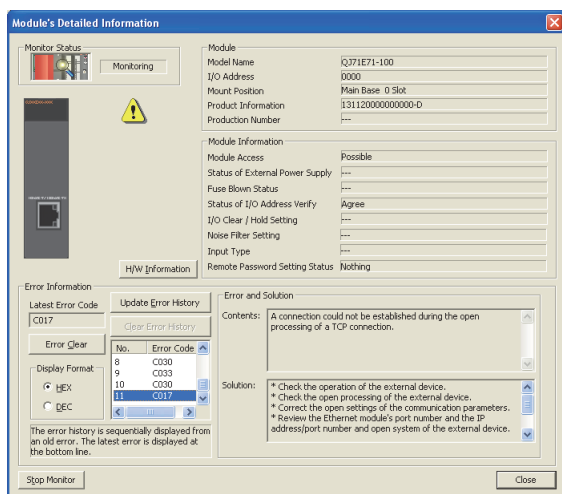 Module's Detailed Information
Monitor Status
Monitoring
H/W Information
Module
Model Name QJ71E71-100
I/O Address 0000
Mount Position Main Base 0 Slot
Product Information 131120000000000-D
Production Number ---
Module Information
Module Access Possible
Status of External Power Supply ---
Fuse Blown Status ---
Status of I/O Address Verify Agree
I/O Clear / Hold Setting ---
Noise Filter Setting ---
Input Type ---
Remote Password Setting Status Nothing
Error Information
Latest Error Code
C017
Error Clear
Display Format
HEX
DEC
Update Error History
Clear Error History
No. Error Code
8 C030
9 C033
10 C030
11 C017
The error history is sequentially displayed from
an old error. The latest error is displayed at
the bottom line.
Error and Solution
Contents: A connection could not be established during the open
processing of a TCP connection.
Solution: * Check the operation of the external device.
* Check the open processing of the external device.
* Correct the open settings of the communication parameters.
* Review the Ethernet module's port number and the IP
address/port number and open system of the external device.
Stop Monitor
Close